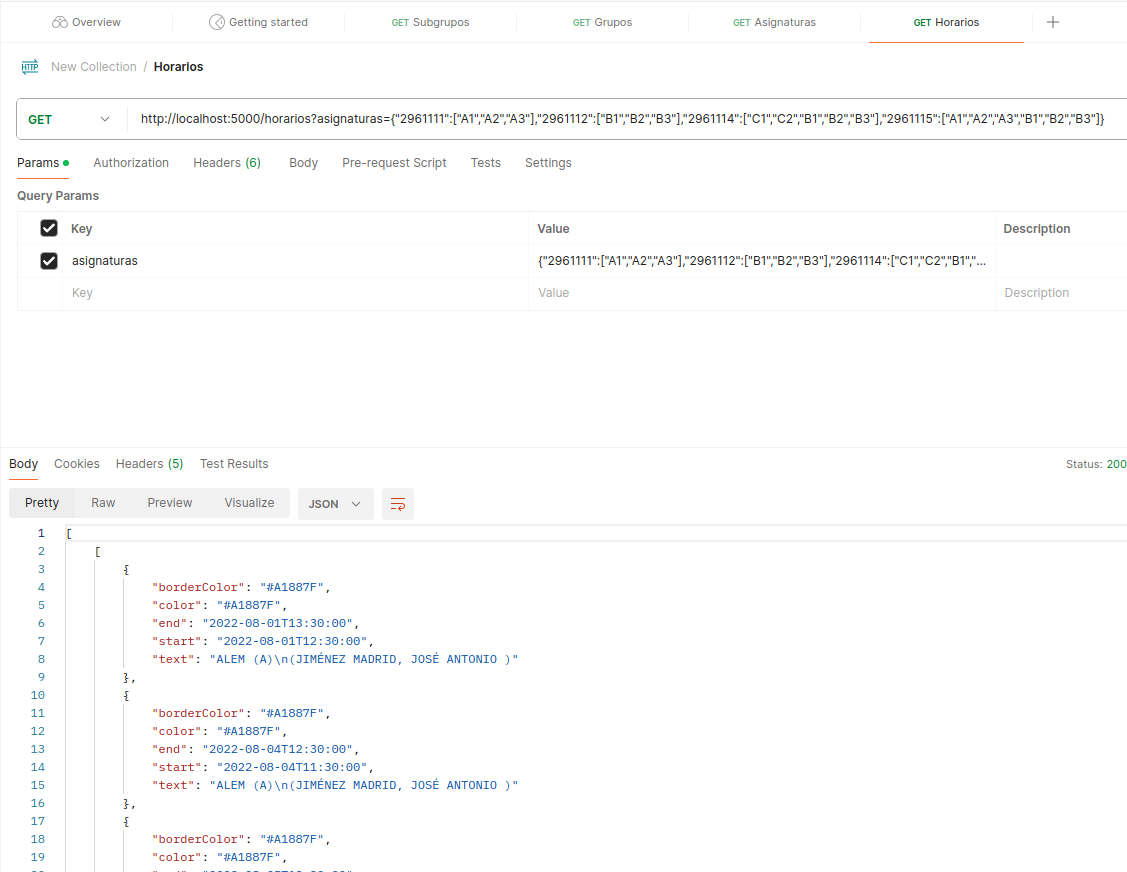 Overview Getting started GET Subgrupos GET Grupos GET Asignaturas GET Horarios
HTTP New Collection / Horarios
GET http://localhost:5000/horarios?asignaturas={"2961111":["A1","A2","A3"],"2961112":["B1","B2","B3"],"2961114":["C1","C2","B1","B2","B3"],"2961115":["A1","A2","A3","B1","B2","B3"]}
Params Authorization Headers (6) Body Pre-request Script Tests Settings
Query Params
Key Value Description
asignaturas {"2961111":["A1","A2","A3"],"2961112":["B1","B2","B3"],"2961114":["C1","C2","B1","...
Key Value Description
Body Cookies Headers (5) Test Results Status: 200
Pretty Raw Preview Visualize JSON
1 [
2 [
3 {
4 "borderColor": "#A1887F",
5 "color": "#A1887F",
6 "end": "2022-08-01T13:30:00",
7 "start": "2022-08-01T12:30:00",
8 "text": "ALEM (A)\n(JIMÉNEZ MADRID, JOSÉ ANTONIO )"
9 },
10 {
11 "borderColor": "#A1887F",
12 "color": "#A1887F",
13 "end": "2022-08-04T12:30:00",
14 "start": "2022-08-04T11:30:00",
15 "text": "ALEM (A)\n(JIMÉNEZ MADRID, JOSÉ ANTONIO )"
16 },
17 {
18 "borderColor": "#A1887F",
19 "color": "#A1887F",